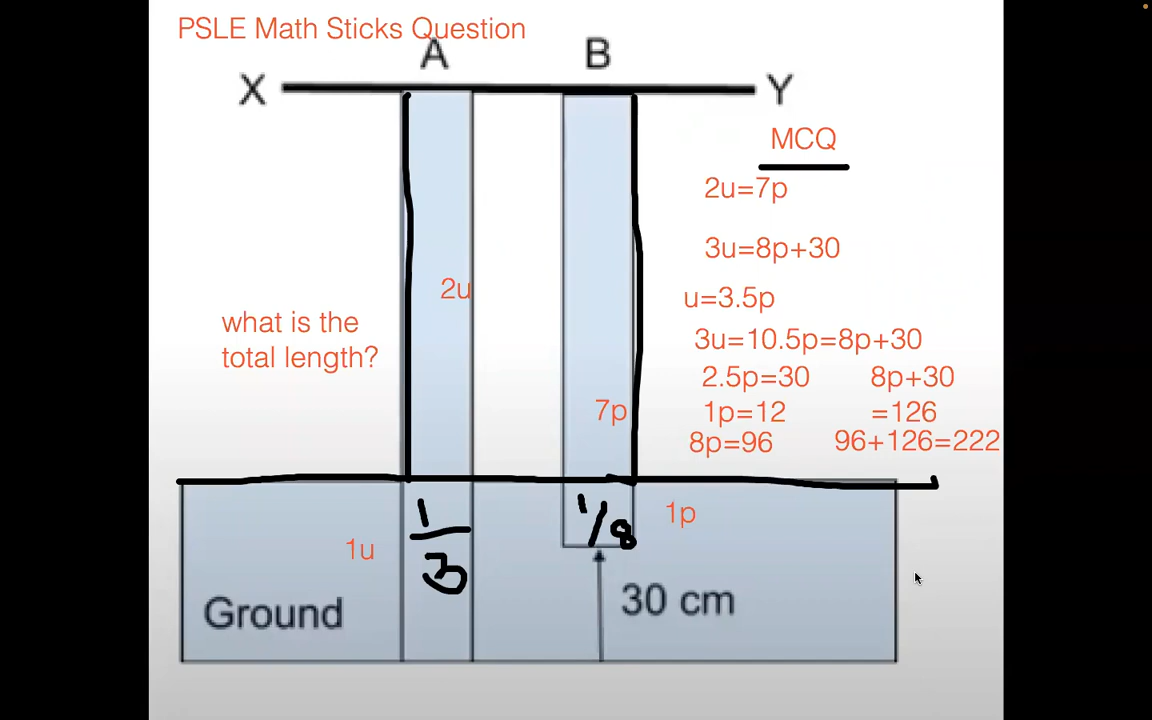 PSLE Math Sticks Question
A
B
X
Y
MCQ
2u=7p
3u=8p+30
2u
u=3.5p
what is the
total length?
3u=10.5p=8p+30
2.5p=30
8p+30
7p
1p=12
=126
8p=96
96+126=222
1/3
1/8
1p
1u
Ground
30 cm